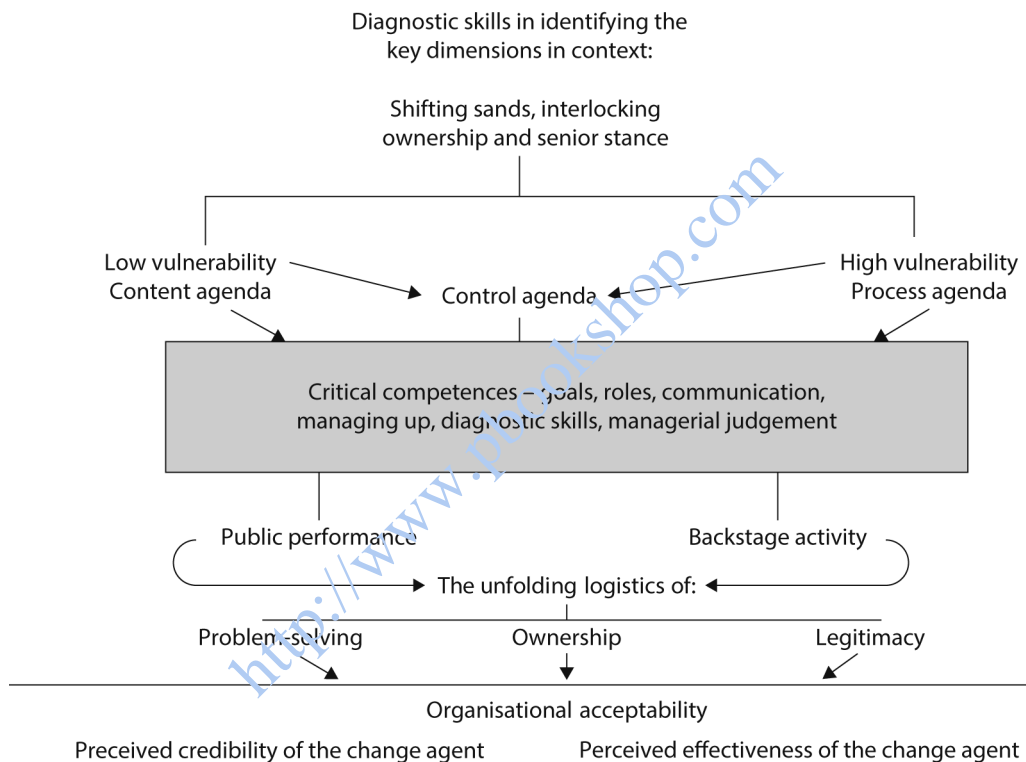 Diagnostic skills in identifying the
key dimensions in context:
Shifting sands, interlocking
ownership and senior stance
Low vulnerability
Content agenda
Control agenda
High vulnerability
Process agenda
Critical competences – goals, roles, communication,
managing up, diagnostic skills, managerial judgement
Public performance
Backstage activity
The unfolding logistics of:
Problem-solving
Ownership
Legitimacy
Organisational acceptability
Preceived credibility of the change agent
Perceived effectiveness of the change agent
http://www.pbookshop.com